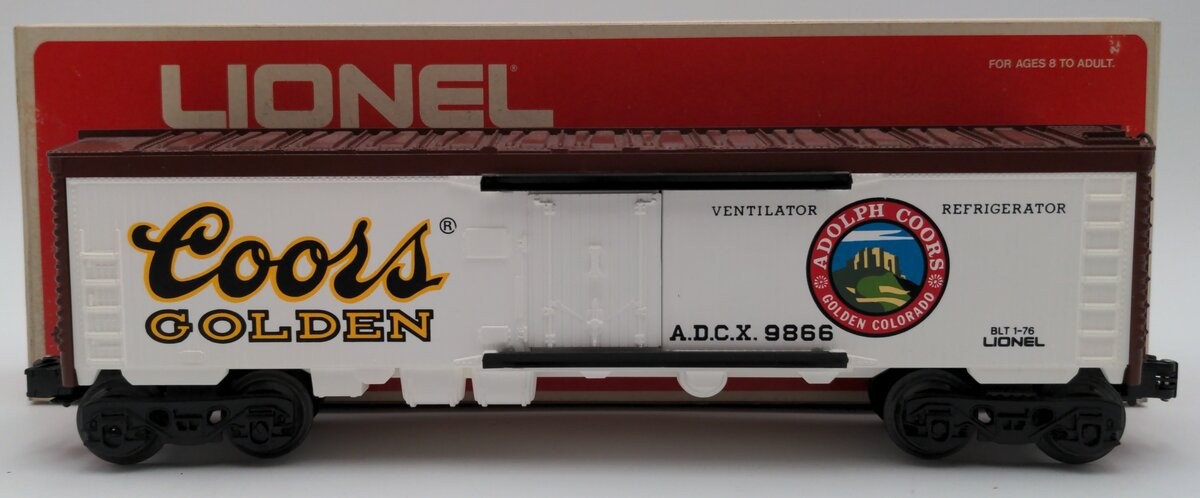 LIONEL®
FOR AGES 8 TO ADULT.
Coors®
GOLDEN
VENTILATOR
REFRIGERATOR
ADOLPH COORS
GOLDEN COLORADO
A.D.C.X. 9866
BLT 1-76
LIONEL